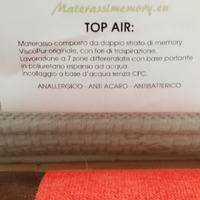 Materassimemory.eu
TOP AIR:
Materasso composto da doppio strato di memory
ViscoPur originale, con fori di traspirazione.
Lavorazione a 7 zone differenziate con base portante
in poliuretano espanso ad acqua.
Incollaggio a base d'acqua senza CFC.
ANALLERGICO - ANTI ACARO - ANTIBATTERICO